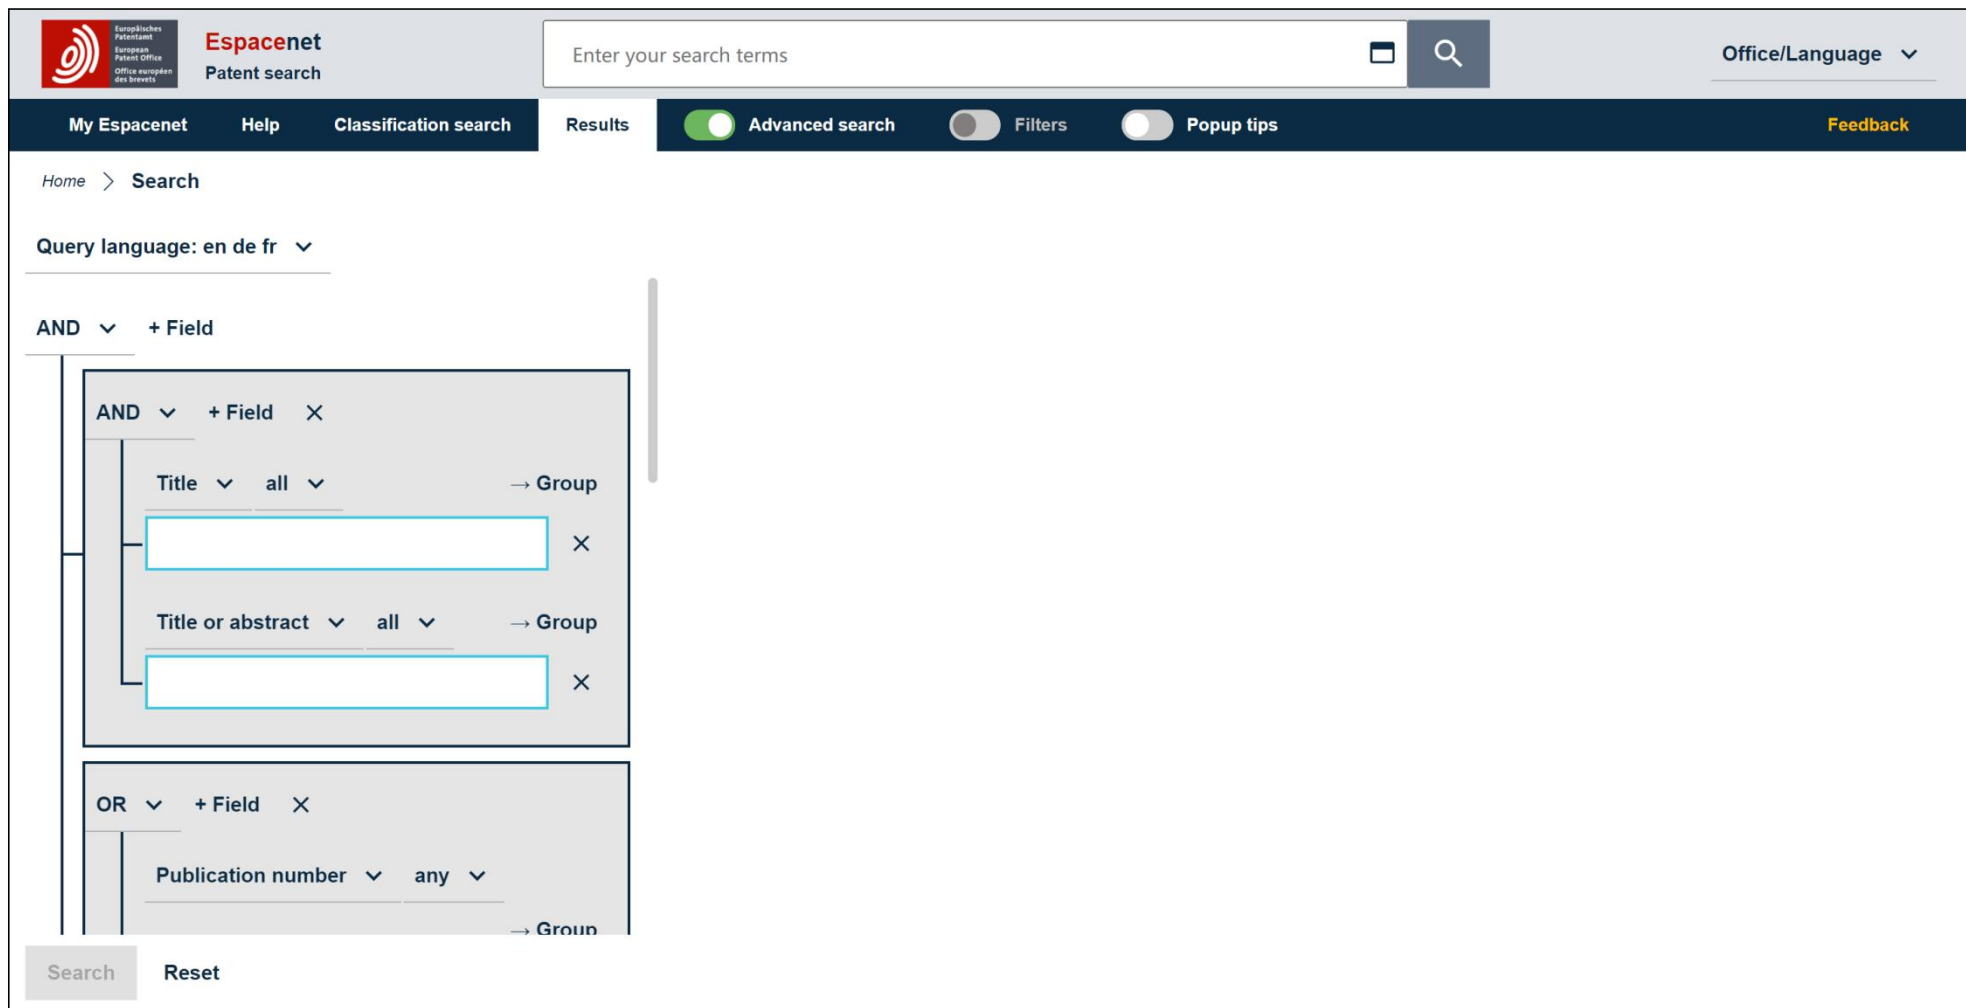 Europäisches
Patentamt
European
Patent Office
Office européen
des brevets
Espacenet
Patent search
Enter your search terms
Office/Language
My Espacenet Help Classification search Results Advanced search Filters Popup tips Feedback
Home > Search
Query language: en de fr
AND + Field
AND + Field ×
Title all → Group
×
Title or abstract all → Group
×
OR + Field ×
Publication number any
→ Group
Search Reset